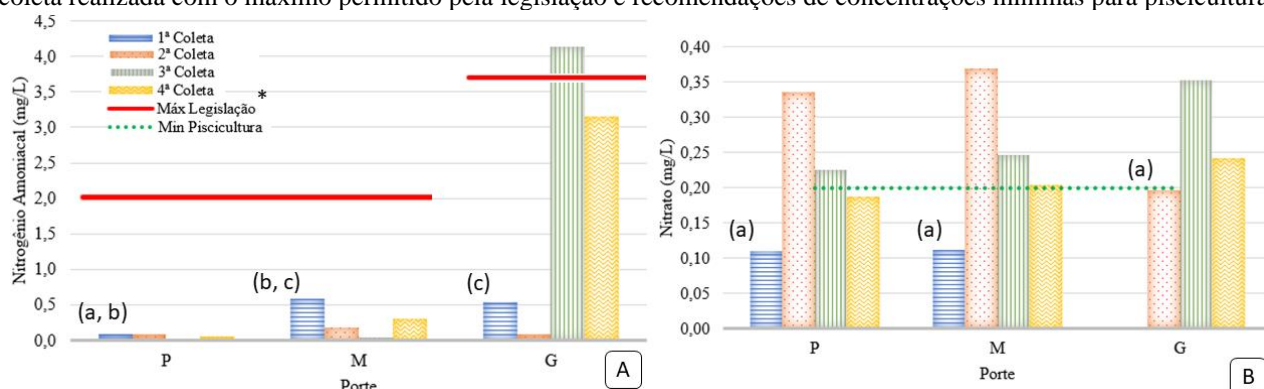 coleta realizada com o máximo permitido pela legislação e recomendações de concentrações mínimas para piscicultura
4,5
4,0
3,5
3,0
2,5
2,0
1,5
1,0
0,5
0,0
Nitrogênio Amoniacal (mg/L)
1ª Coleta
2ª Coleta
3ª Coleta
4ª Coleta
*
Máx Legislação
Min Piscicultura
(a, b)
(b, c)
(c)
P
M
G
Porte
A
0,40
0,35
0,30
0,25
0,20
0,15
0,10
0,05
0,00
Nitrato (mg/L)
(a)
(a)
(a)
P
M
G
Porte
B